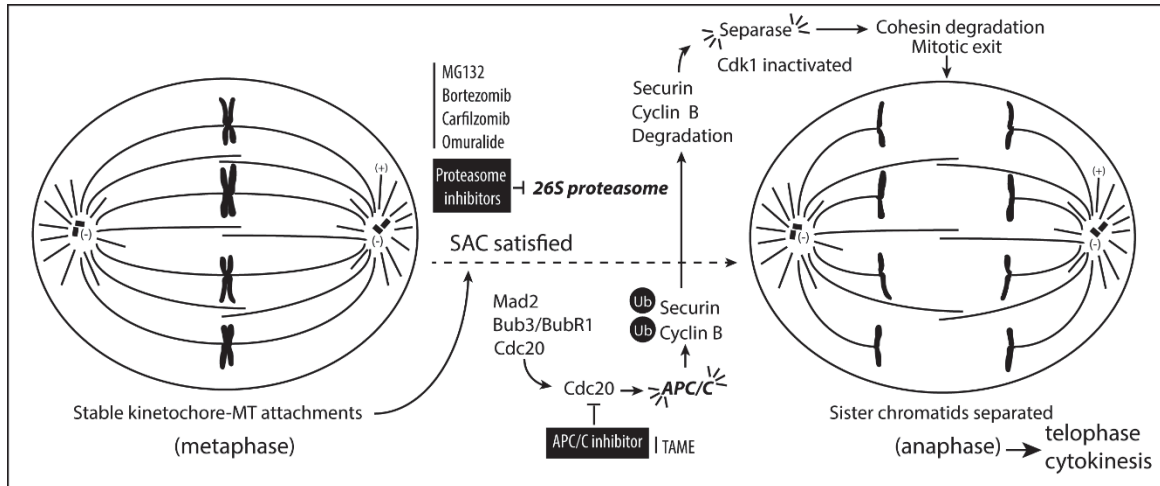 MG132
Bortezomib
Carfilzomib
Omuralide
Proteasome
inhibitors
26S proteasome
Separase
Cohesin degradation
Mitotic exit
Cdk1 inactivated
Securin
Cyclin B
Degradation
(+)
(-)
(-)
SAC satisfied
Mad2
Bub3/BubR1
Cdc20
Ub
Securin
Ub
Cyclin B
Cdc20
APC/C
APC/C inhibitor
TAME
Stable kinetochore-MT attachments
(metaphase)
(+)
(-)
(-)
Sister chromatids separated
(anaphase)
telophase
cytokinesis